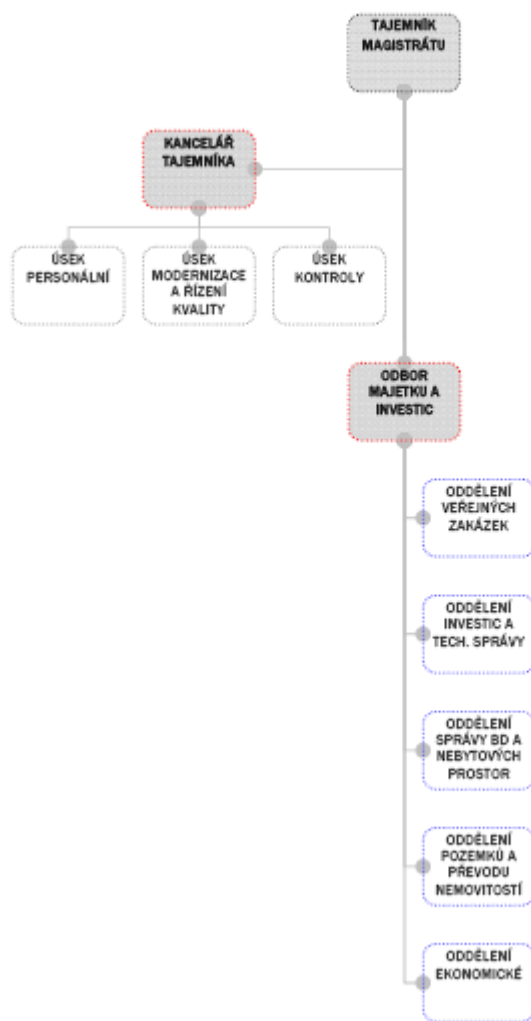 TAJEMNÍK
MAGISTRÁTU
KANCELÁŘ
TAJEMNÍKA
ÚSEK
PERSONÁLNÍ
ÚSEK
MODERNIZACE
A ŘÍZENÍ
KVALITY
ÚSEK
KONTROLY
ODBOR
MAJETKU A
INVESTIC
ODDĚLENÍ
VEŘEJNÝCH
ZAKÁZEK
ODDĚLENÍ
INVESTIC A
TECH. SPRÁVY
ODDĚLENÍ
SPRÁVY BD A
NEBYTOVÝCH
PROSTOR
ODDĚLENÍ
POZEMKŮ A
PŘEVODU
NEMOVITOSTÍ
ODDĚLENÍ
EKONOMICKÉ